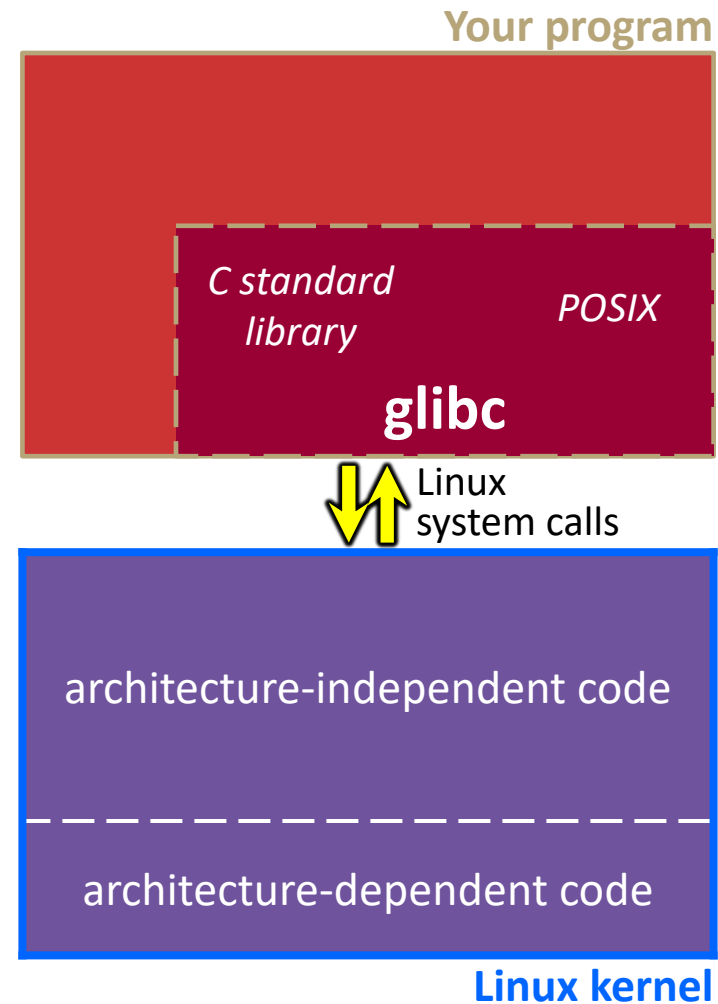 Your program
C standard
library
POSIX
glibc
Linux
system calls
architecture-independent code
architecture-dependent code
Linux kernel